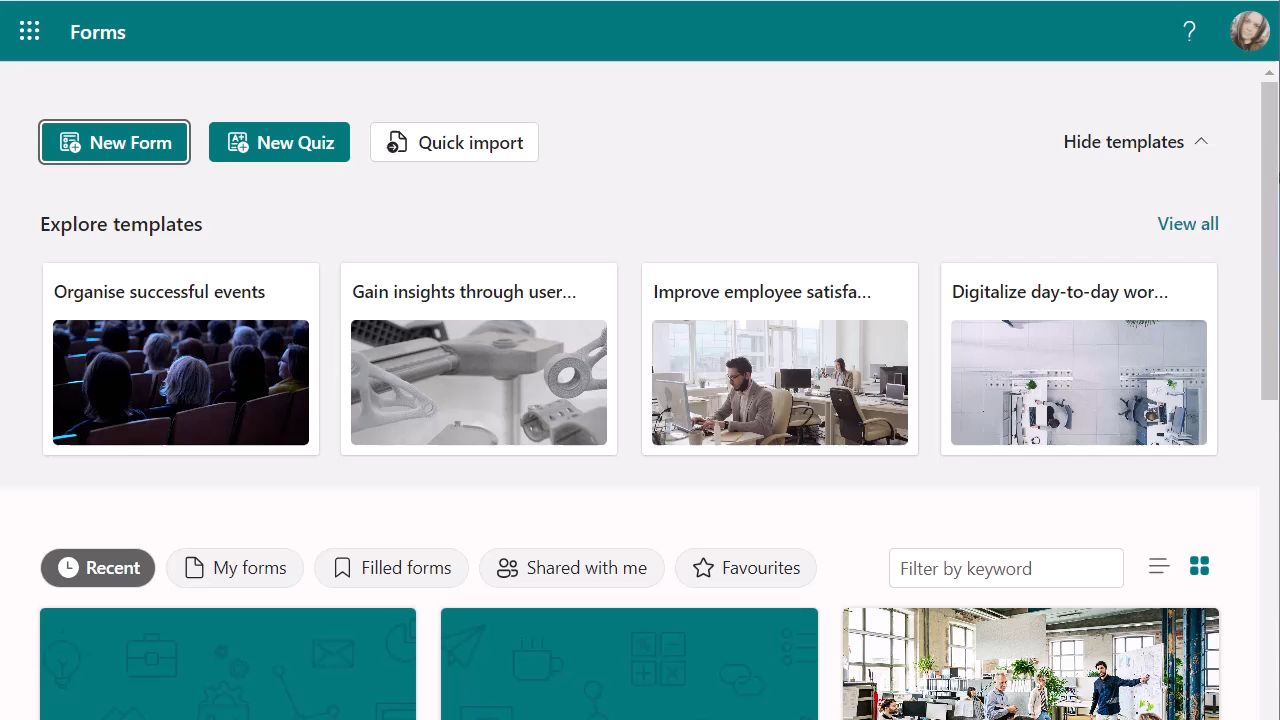 Forms
?
New Form
New Quiz
Quick import
Hide templates
Explore templates
View all
Organise successful events
Gain insights through user...
Improve employee satisfa...
Digitalize day-to-day wor...
Recent
My forms
Filled forms
Shared with me
Favourites
Filter by keyword